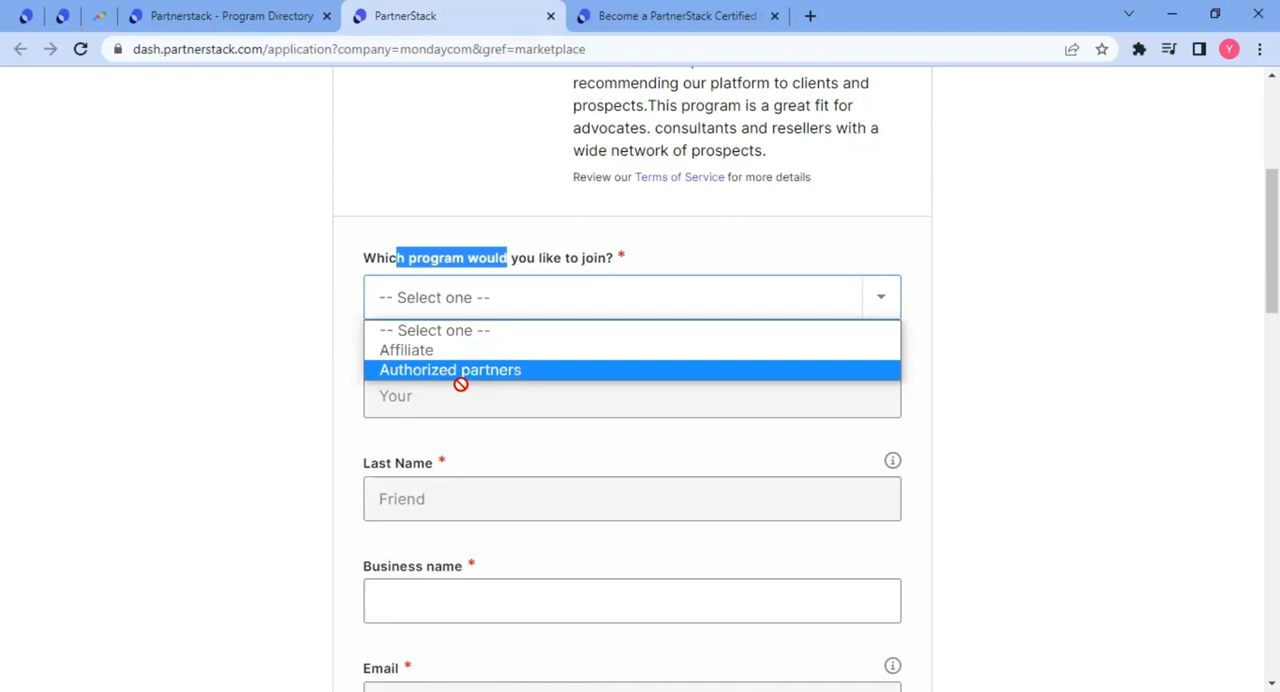 Partnerstack - Program Directory
PartnerStack
Become a PartnerStack Certified
dash.partnerstack.com/application?company=mondaycom&gref=marketplace
Y
recommending our platform to clients and
prospects.This program is a great fit for
advocates. consultants and resellers with a
wide network of prospects.
Review our Terms of Service for more details
Which program would you like to join? *
-- Select one --
-- Select one --
Affiliate
Authorized partners
Your
Last Name *
Friend
Business name *
Email *